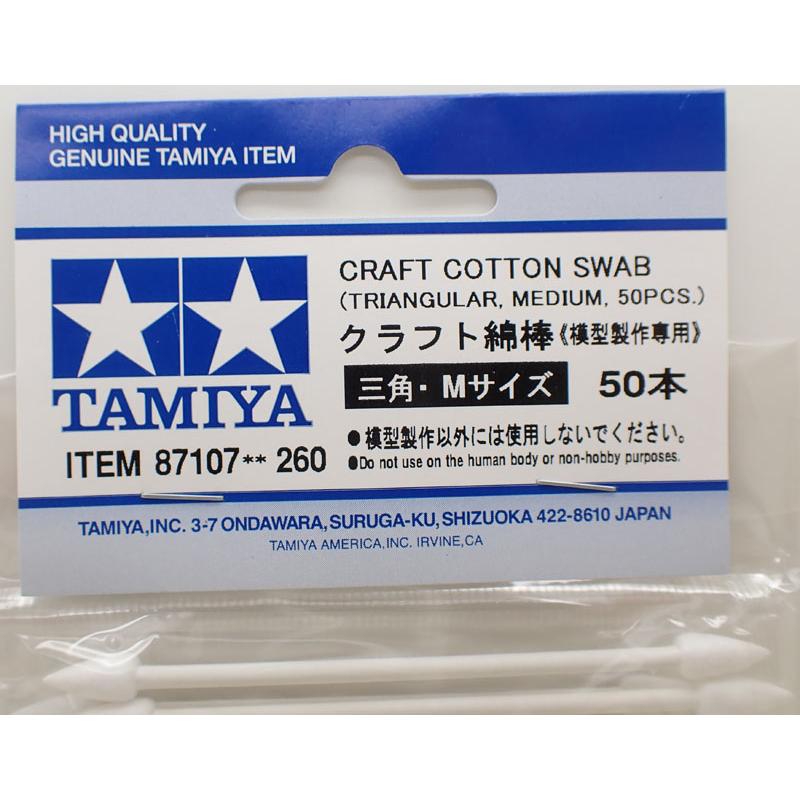 HIGH QUALITY
GENUINE TAMIYA ITEM
CRAFT COTTON SWAB
(TRIANGULAR, MEDIUM, 50PCS.)
クラフト綿棒《模型製作専用》
三角・Mサイズ 50本
TAMIYA
ITEM 87107** 260
●模型製作以外には使用しないでください。
●Do not use on the human body or non-hobby purposes.
TAMIYA,INC. 3-7 ONDAWARA, SURUGA-KU, SHIZUOKA 422-8610 JAPAN
TAMIYA AMERICA,INC. IRVINE,CA